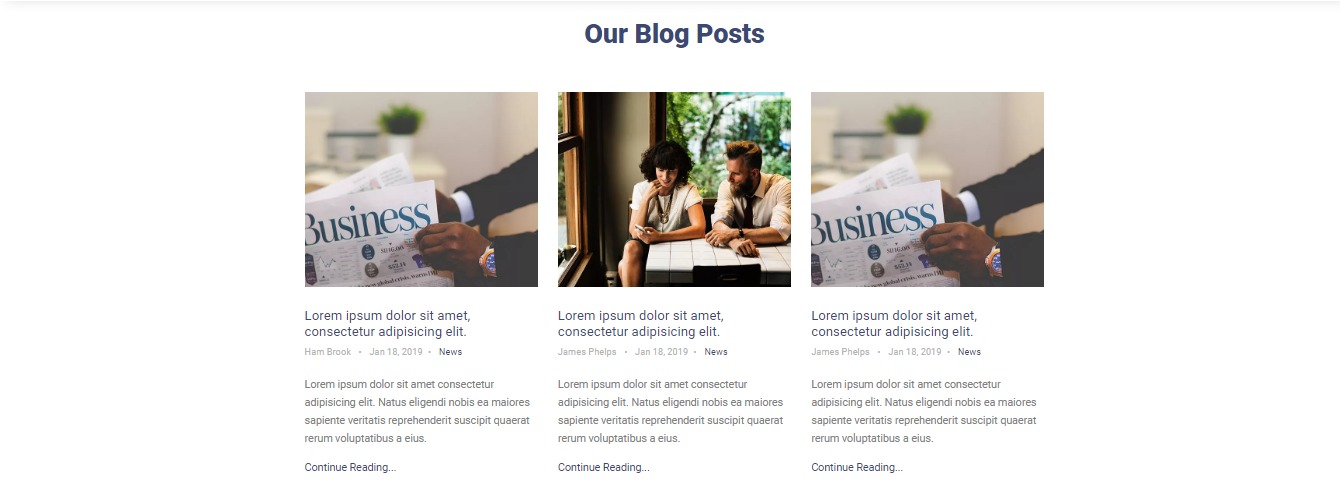 Our Blog Posts
Business
Business
Lorem ipsum dolor sit amet,
consectetur adipisicing elit.
Ham Brook • Jan 18, 2019 • News
Lorem ipsum dolor sit amet consectetur
adipisicing elit. Natus eligendi nobis ea maiores
sapiente veritatis reprehenderit suscipit quaerat
rerum voluptatibus a eius.
Continue Reading...
Lorem ipsum dolor sit amet,
consectetur adipisicing elit.
James Phelps • Jan 18, 2019 • News
Lorem ipsum dolor sit amet consectetur
adipisicing elit. Natus eligendi nobis ea maiores
sapiente veritatis reprehenderit suscipit quaerat
rerum voluptatibus a eius.
Continue Reading...
Lorem ipsum dolor sit amet,
consectetur adipisicing elit.
James Phelps • Jan 18, 2019 • News
Lorem ipsum dolor sit amet consectetur
adipisicing elit. Natus eligendi nobis ea maiores
sapiente veritatis reprehenderit suscipit quaerat
rerum voluptatibus a eius.
Continue Reading...